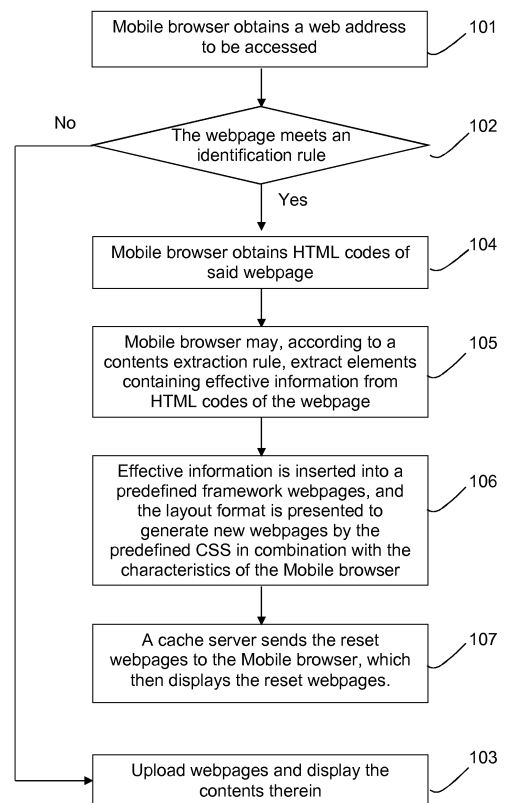 Mobile browser obtains a web address
to be accessed
101
The webpage meets an
identification rule
102
No
Yes
Mobile browser obtains HTML codes of
said webpage
104
Mobile browser may, according to a
contents extraction rule, extract elements
containing effective information from
HTML codes of the webpage
105
Effective information is inserted into a
predefined framework webpages, and
the layout format is presented to
generate new webpages by the
predefined CSS in combination with the
characteristics of the Mobile browser
106
A cache server sends the reset
webpages to the Mobile browser, which
then displays the reset webpages.
107
Upload webpages and display the
contents therein
103